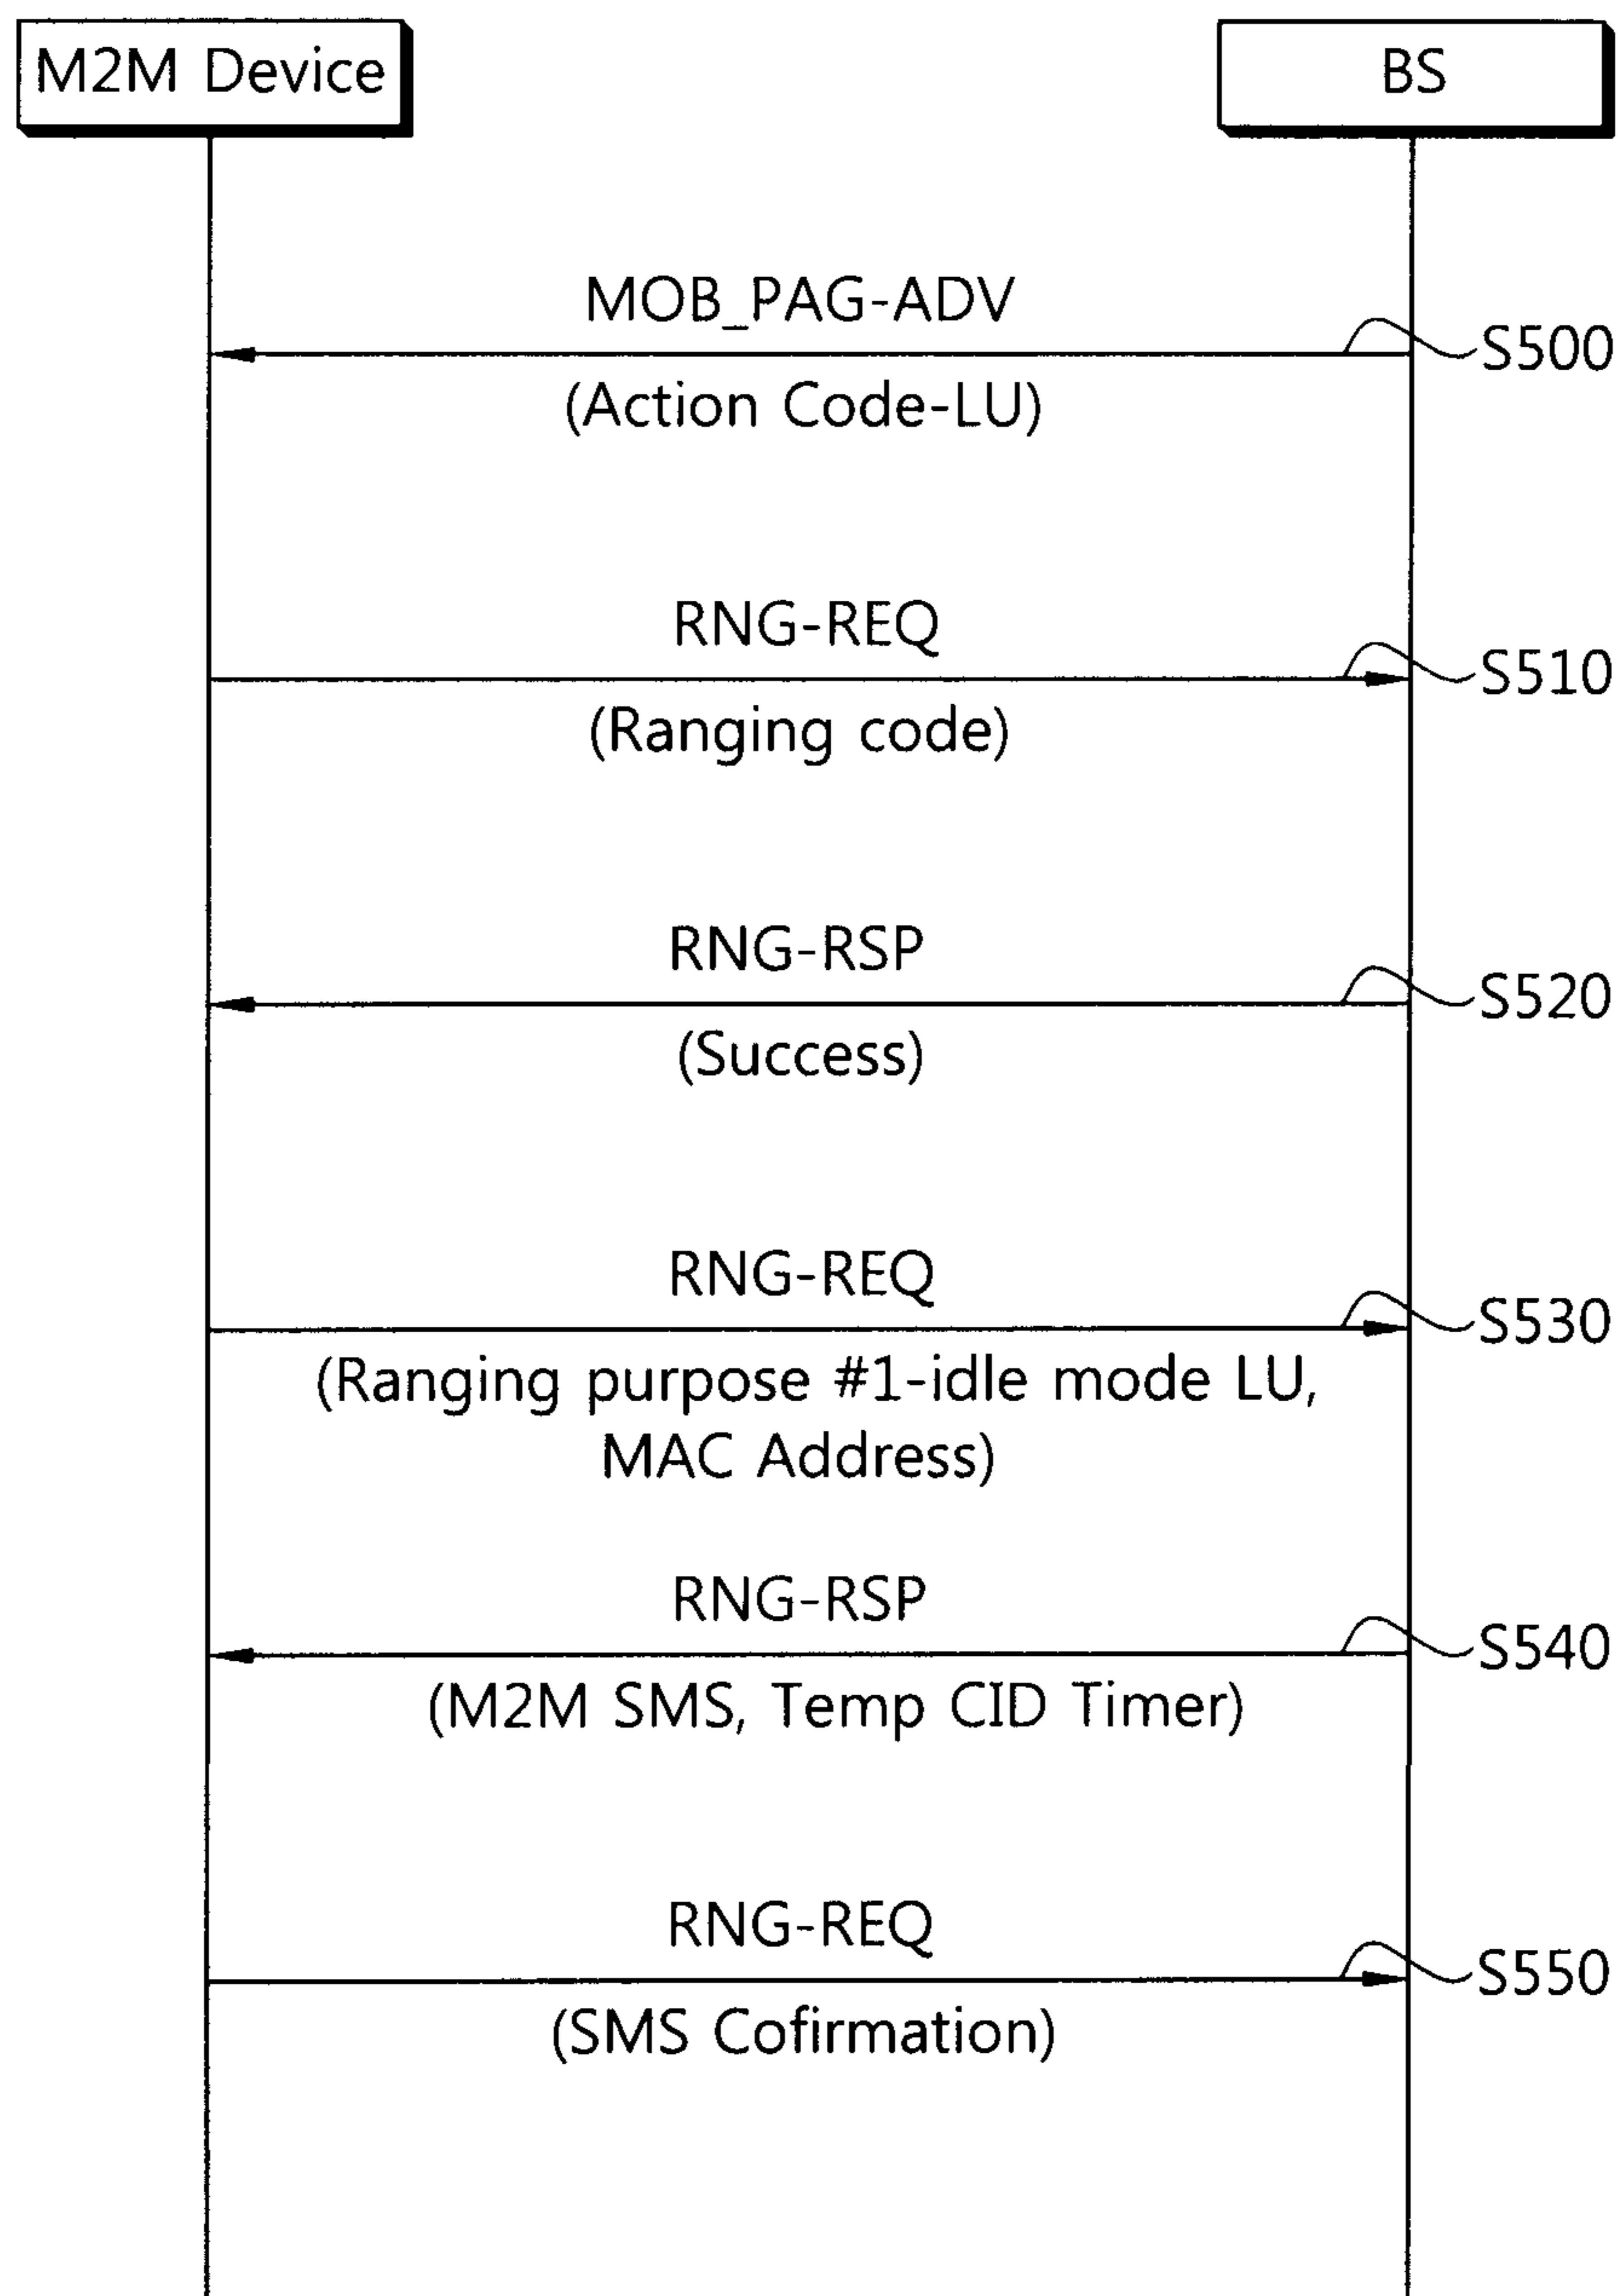 M2M Device
BS
MOB_PAG-ADV
S500
(Action Code-LU)
RNG-REQ
S510
(Ranging code)
RNG-RSP
S520
(Success)
RNG-REQ
S530
(Ranging purpose #1-idle mode LU,
MAC Address)
RNG-RSP
S540
(M2M SMS, Temp CID Timer)
RNG-REQ
S550
(SMS Cofirmation)